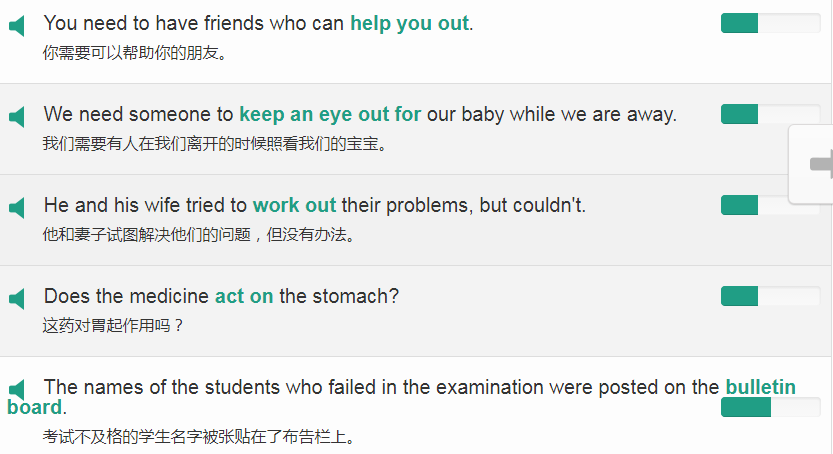 You need to have friends who can help you out.
你需要可以帮助你的朋友。
We need someone to keep an eye out for our baby while we are away.
我们需要有人在我们离开的时候照看我们的宝宝。
He and his wife tried to work out their problems, but couldn't.
他和妻子试图解决他们的问题，但没有办法。
Does the medicine act on the stomach?
这药对胃起作用吗？
The names of the students who failed in the examination were posted on the bulletin
board.
考试不及格的学生名字被张贴在了布告栏上。